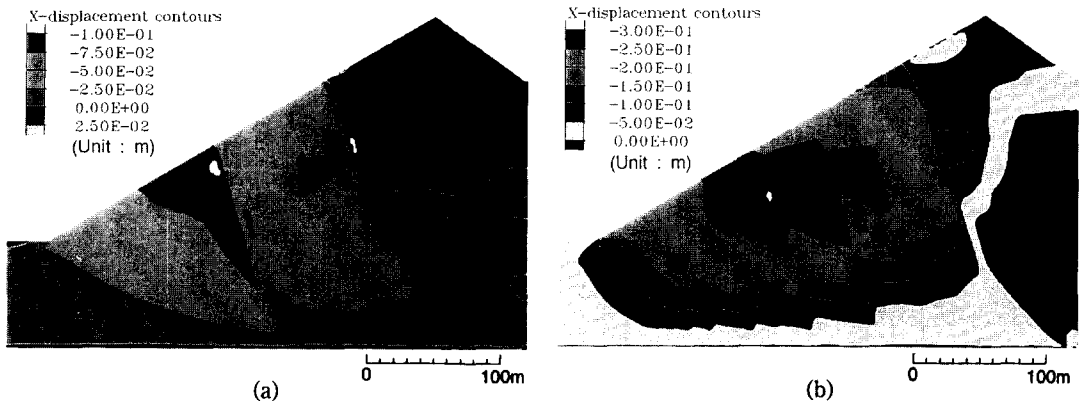 X-displacement contours
-1.00E-01
-7.50E-02
-5.00E-02
-2.50E-02
0.00E+00
2.50E-02
(Unit : m)
0 100m
(a)
X-displacement contours
-3.00E-01
-2.50E-01
-2.00E-01
-1.50E-01
-1.00E-01
-5.00E-02
0.00E+00
(Unit : m)
0 100m
(b)